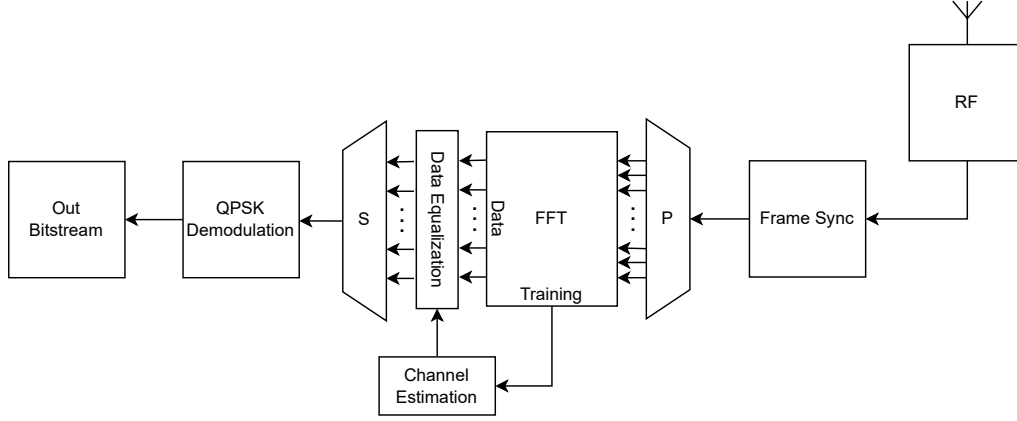 RF
Out
Bitstream
QPSK
Demodulation
S
Data Equalization
Data
FFT
Training
P
Frame Sync
Channel
Estimation